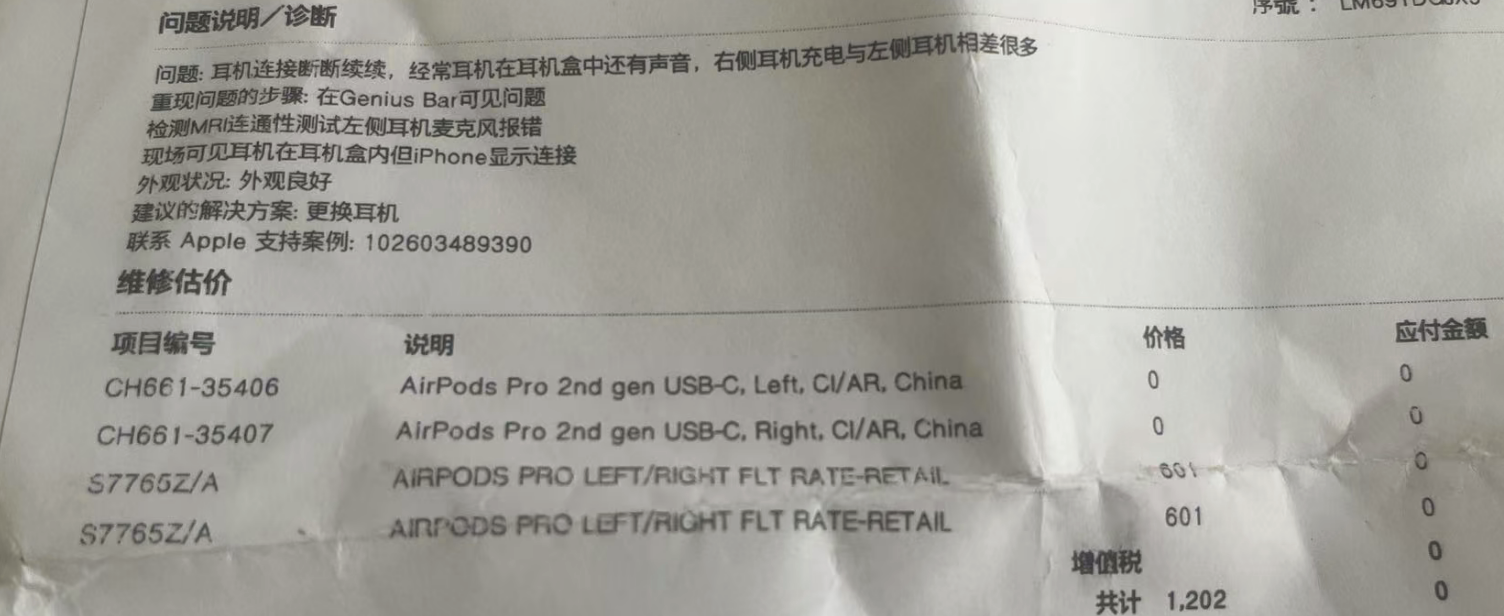 序號：
问题说明／诊断
问题: 耳机连接断断续续，经常耳机在耳机盒中还有声音，右侧耳机充电与左侧耳机相差很多
重现问题的步骤: 在Genius Bar可见问题
检测MRI连通性测试左侧耳机麦克风报错
现场可见耳机在耳机盒内但iPhone显示连接
外观状况: 外观良好
建议的解决方案: 更换耳机
联系 Apple 支持案例: 102603489390
维修估价
项目编号 说明 价格 应付金额
CH661-35406 AirPods Pro 2nd gen USB-C, Left, CI/AR, China 0 0
CH661-35407 AirPods Pro 2nd gen USB-C, Right, CI/AR, China 0 0
S7765Z/A AIRPODS PRO LEFT/RIGHT FLT RATE-RETAIL 601 0
S7765Z/A AIRPODS PRO LEFT/RIGHT FLT RATE-RETAIL 601 0
增值税 0
共计 1,202 0